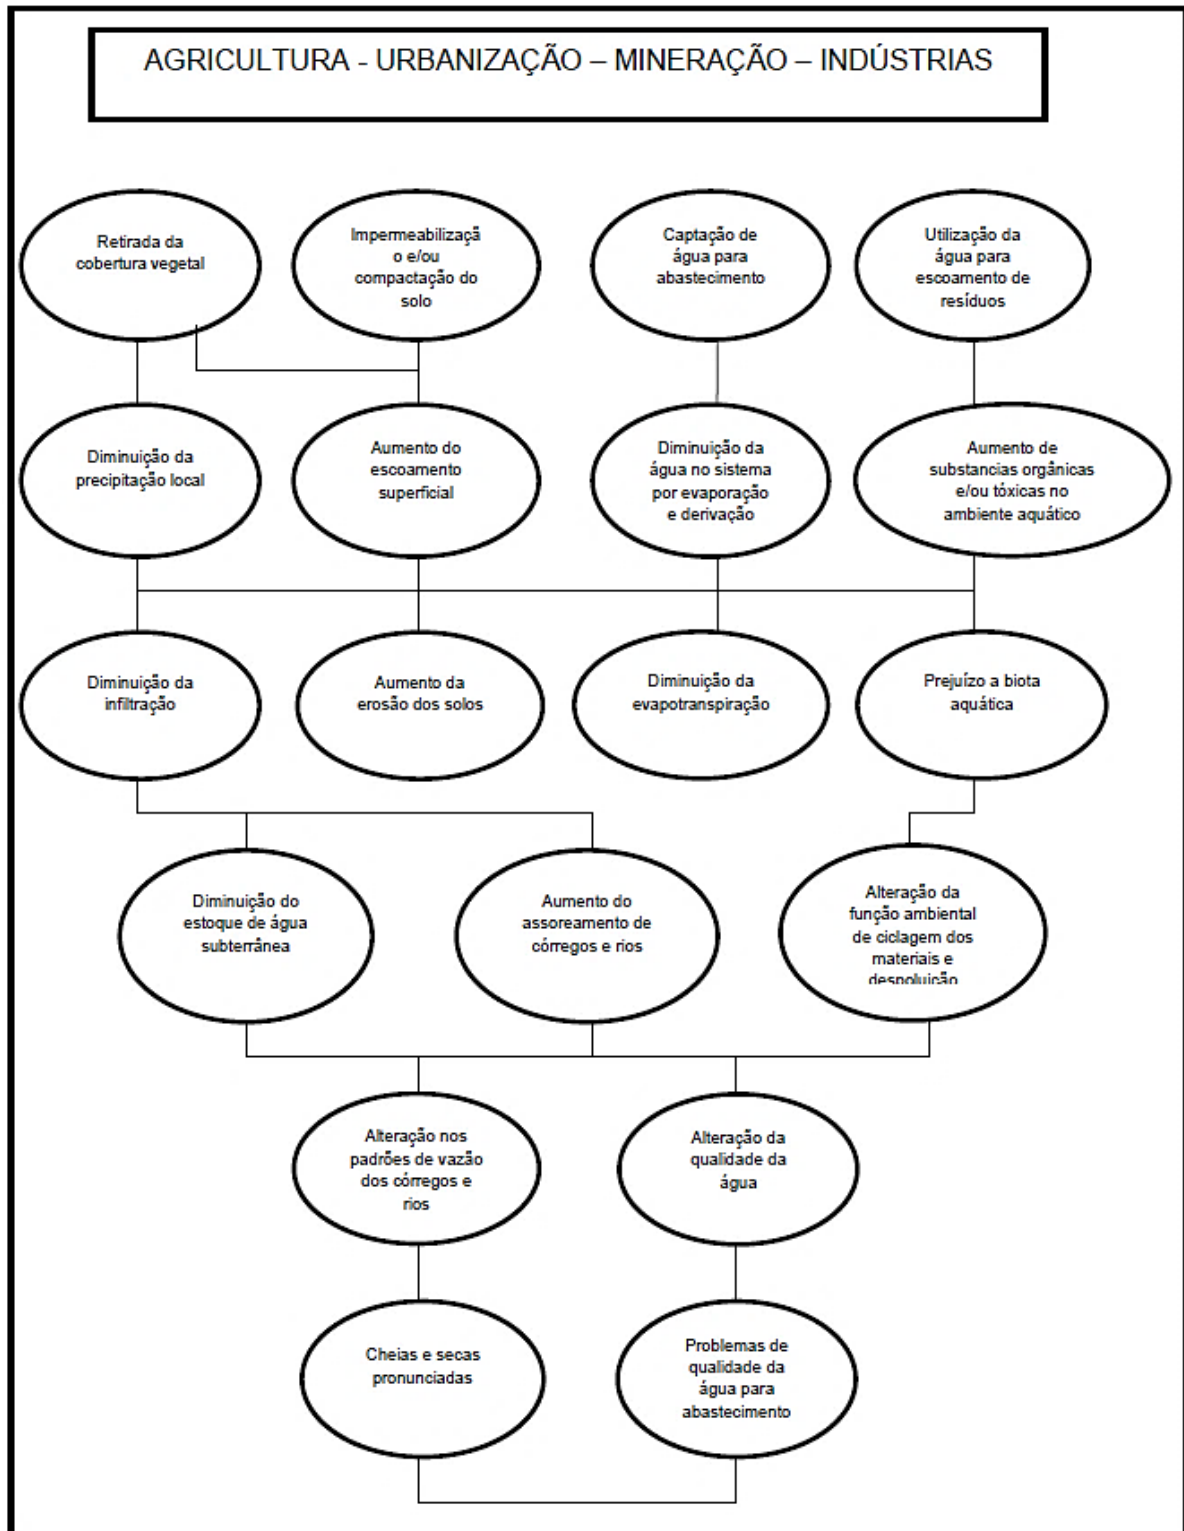 AGRICULTURA - URBANIZAÇÃO – MINERAÇÃO – INDÚSTRIAS
Retirada da
cobertura vegetal
Impermeabilizaçã
o e/ou
compactação do
solo
Captação de
água para
abastecimento
Utilização da
água para
escoamento de
resíduos
Diminuição da
precipitação local
Aumento do
escoamento
superficial
Diminuição da
água no sistema
por evaporação
e derivação
Aumento de
substancias orgânicas
e/ou tóxicas no
ambiente aquático
Diminuição da
infiltração
Aumento da
erosão dos solos
Diminuição da
evapotranspiração
Prejuízo a biota
aquática
Diminuição do
estoque de água
subterrânea
Aumento do
assoreamento de
córregos e rios
Alteração da
função ambiental
de ciclagem dos
materiais e
despoluição
Alteração nos
padrões de vazão
dos córregos e
rios
Alteração da
qualidade da
água
Cheias e secas
pronunciadas
Problemas de
qualidade da
água para
abastecimento